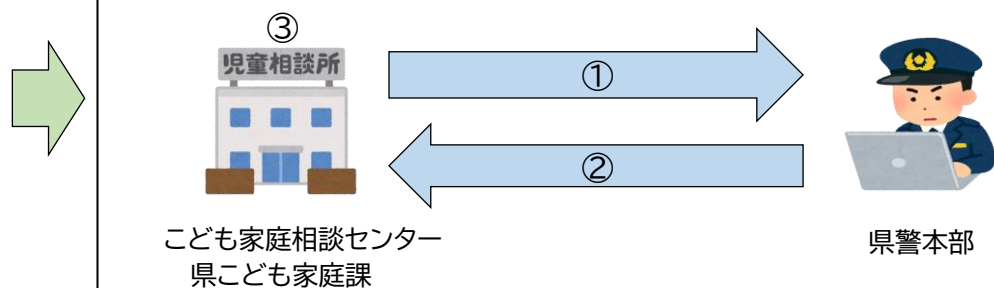 ③
児童相談所
①
②
こども家庭相談センター
県こども家庭課
県警本部